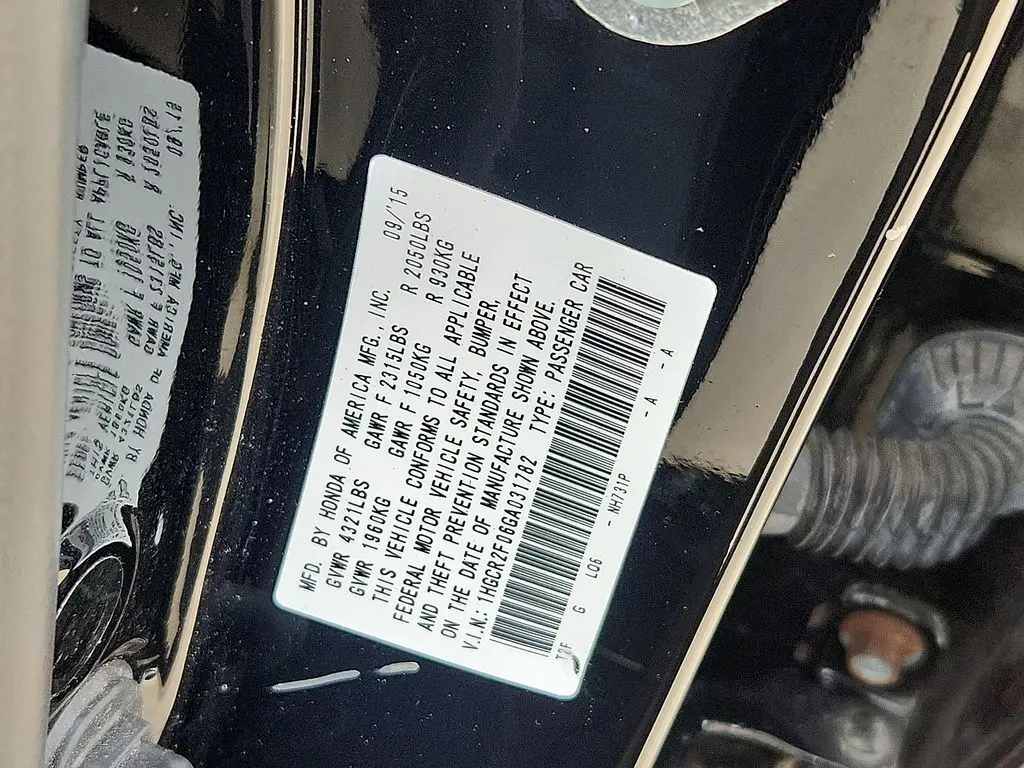 MFD. BY HONDA OF AMERICA MFG., INC. 09/15
GVWR 4321LBS GAWR F 2315LBS R 2050LBS
GVWR 1960KG GAWR F 1050KG R 930KG
THIS VEHICLE CONFORMS TO ALL APPLICABLE
FEDERAL MOTOR VEHICLE SAFETY, BUMPER,
AND THEFT PREVENTION STANDARDS IN EFFECT
ON THE DATE OF MANUFACTURE SHOWN ABOVE.
V.I.N.: 1HGCR2F06GA031782 TYPE: PASSENGER CAR
G L06 - NH731P - A - A